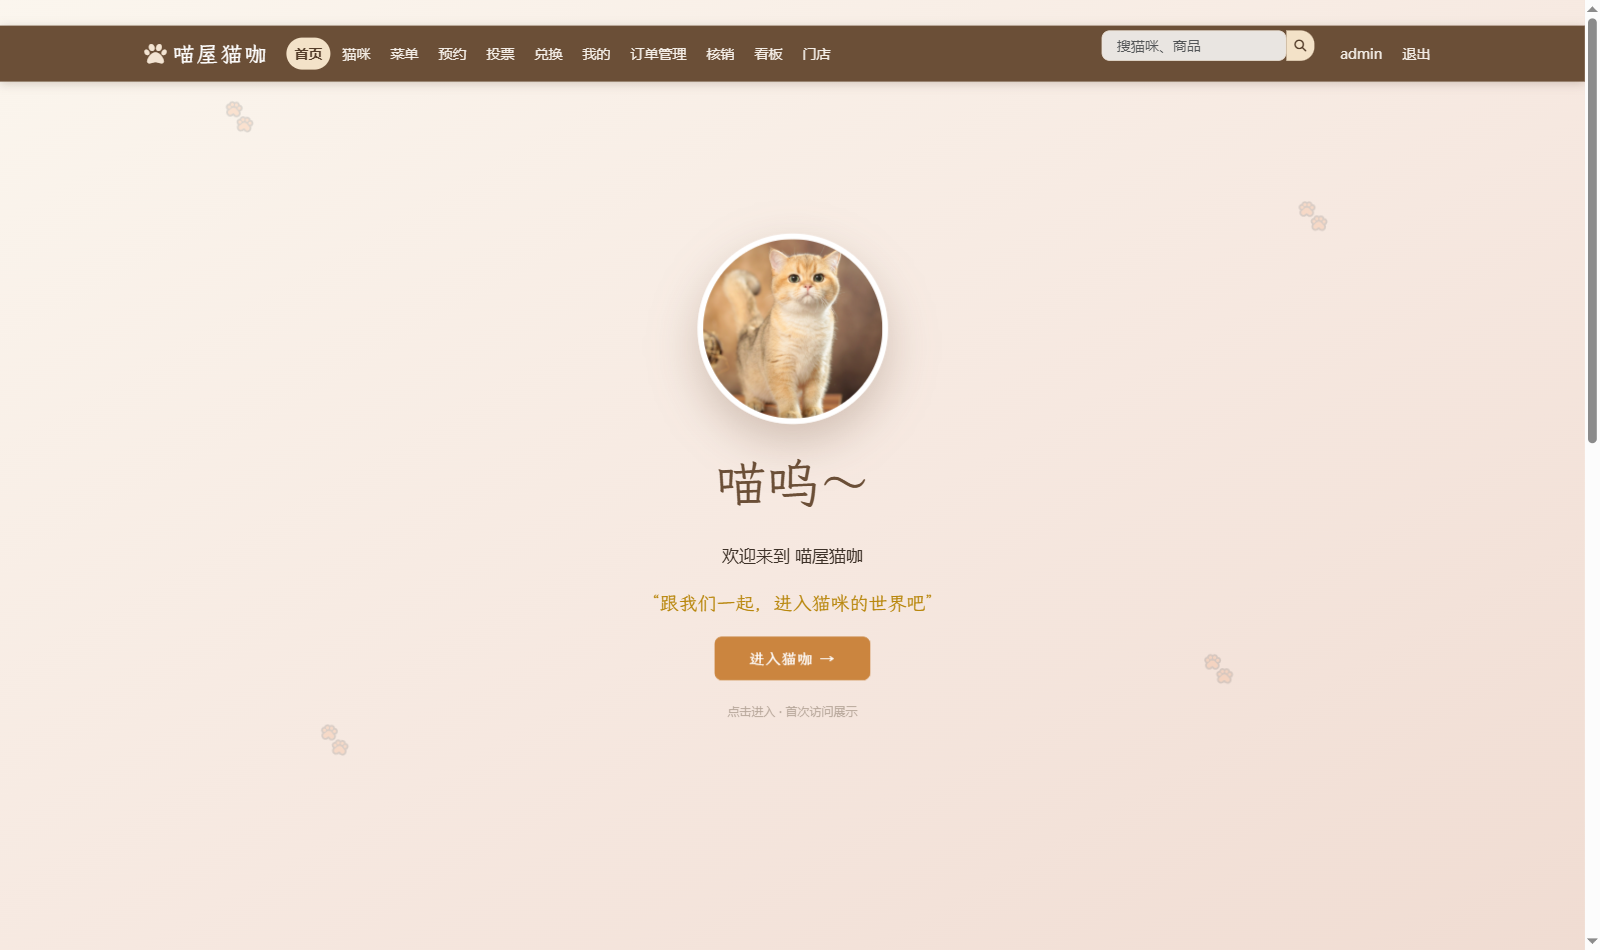 喵屋猫咖 首页 猫咪 菜单 预约 投票 兑换 我的 订单管理 核销 看板 门店 搜猫咪、商品 admin 退出
喵呜～
欢迎来到 喵屋猫咖
“跟我们一起，进入猫咪的世界吧”
进入猫咖 →
点击进入 · 首次访问展示